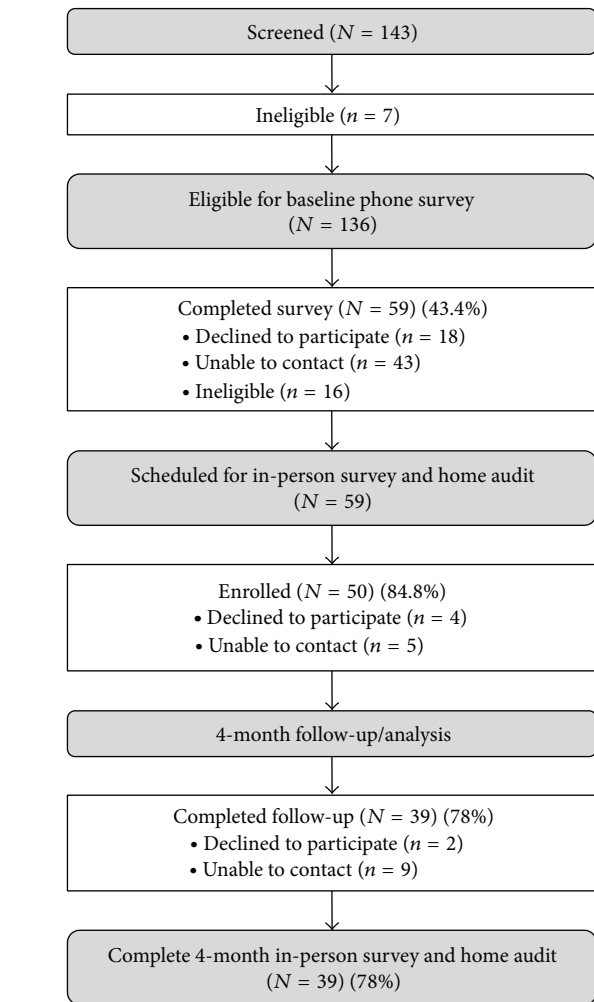 Screened (N = 143)
Ineligible (n = 7)
Eligible for baseline phone survey
(N = 136)
Completed survey (N = 59) (43.4%)
• Declined to participate (n = 18)
• Unable to contact (n = 43)
• Ineligible (n = 16)
Scheduled for in-person survey and home audit
(N = 59)
Enrolled (N = 50) (84.8%)
• Declined to participate (n = 4)
• Unable to contact (n = 5)
4-month follow-up/analysis
Completed follow-up (N = 39) (78%)
• Declined to participate (n = 2)
• Unable to contact (n = 9)
Complete 4-month in-person survey and home audit
(N = 39) (78%)